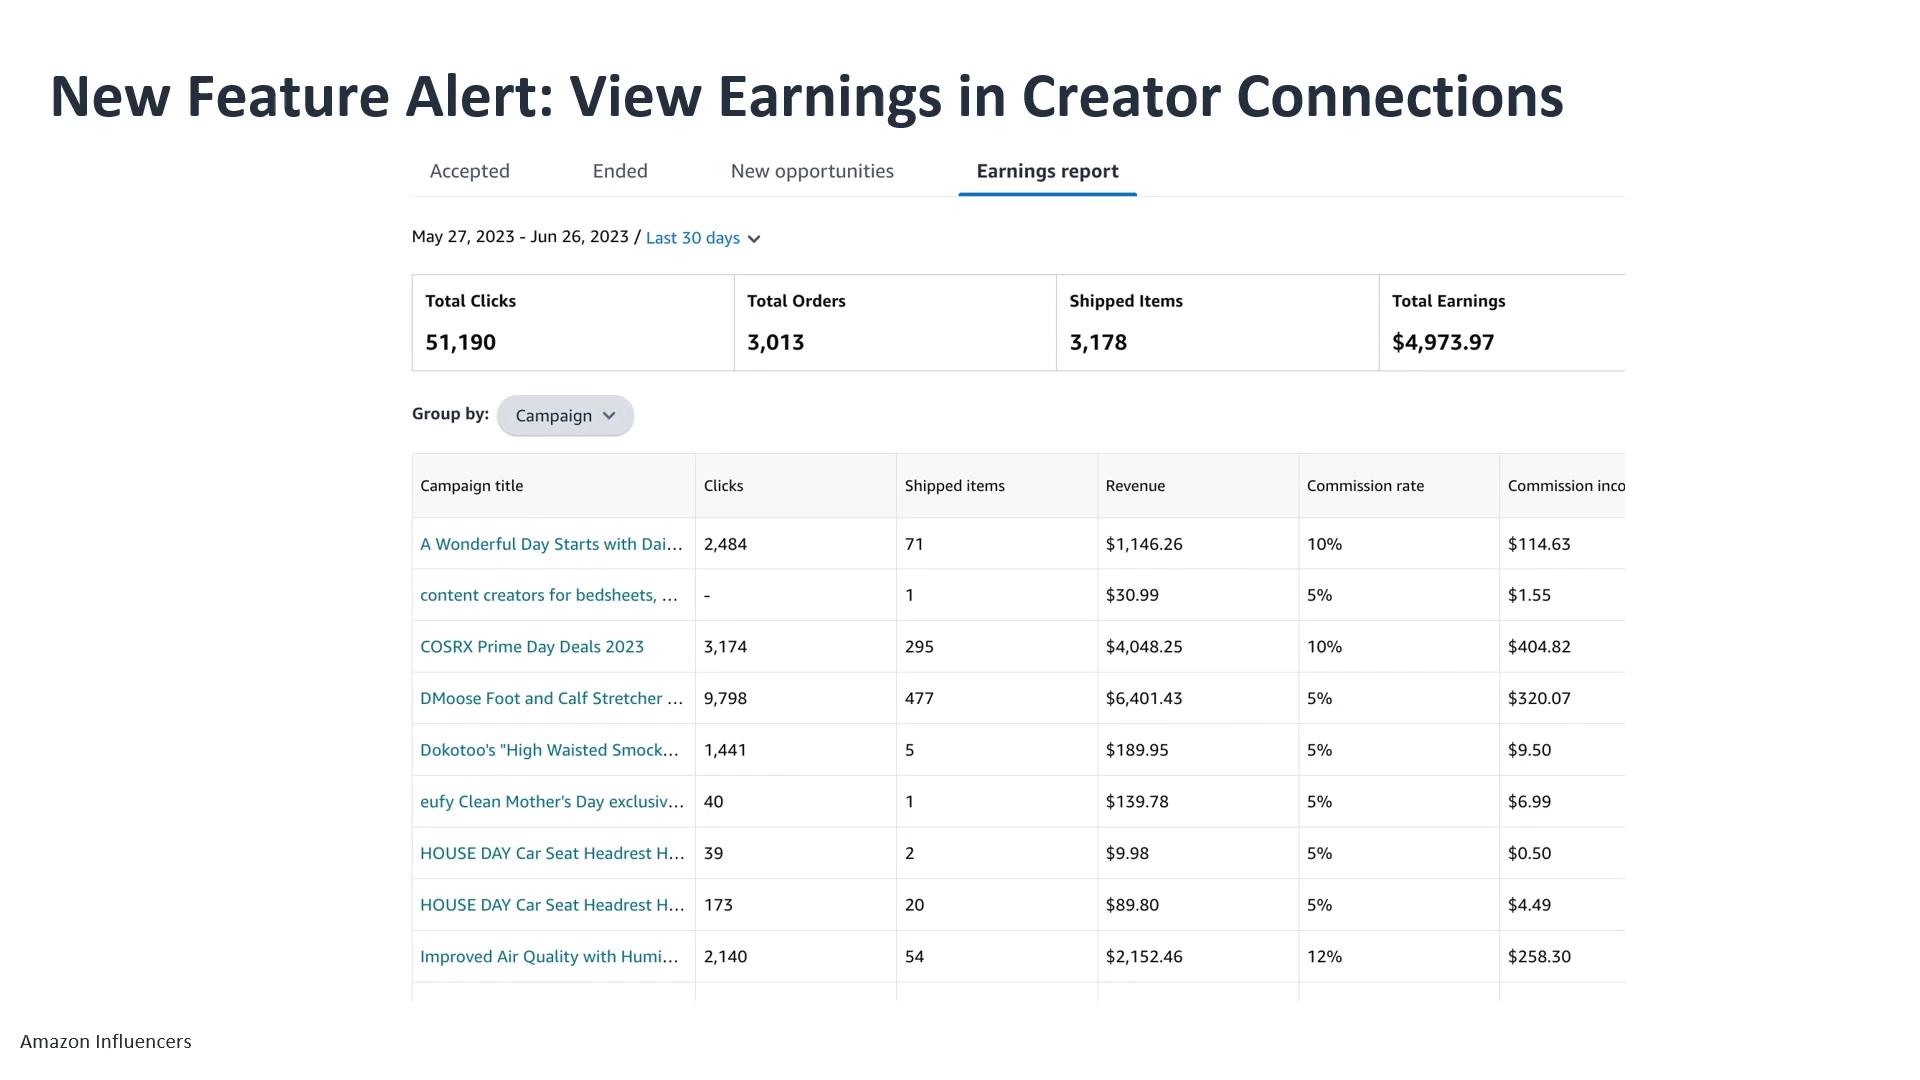 New Feature Alert: View Earnings in Creator Connections
Accepted Ended New opportunities Earnings report
May 27, 2023 - Jun 26, 2023 / Last 30 days
Total Clicks Total Orders Shipped Items Total Earnings
51,190 3,013 3,178 $4,973.97
Group by: Campaign
Campaign title Clicks Shipped items Revenue Commission rate Commission inco
A Wonderful Day Starts with Dai... 2,484 71 $1,146.26 10% $114.63
content creators for bedsheets, ... - 1 $30.99 5% $1.55
COSRX Prime Day Deals 2023 3,174 295 $4,048.25 10% $404.82
DMoose Foot and Calf Stretcher ... 9,798 477 $6,401.43 5% $320.07
Dokotoo's "High Waisted Smock... 1,441 5 $189.95 5% $9.50
eufy Clean Mother's Day exclusiv... 40 1 $139.78 5% $6.99
HOUSE DAY Car Seat Headrest H... 39 2 $9.98 5% $0.50
HOUSE DAY Car Seat Headrest H... 173 20 $89.80 5% $4.49
Improved Air Quality with Humi... 2,140 54 $2,152.46 12% $258.30
Amazon Influencers